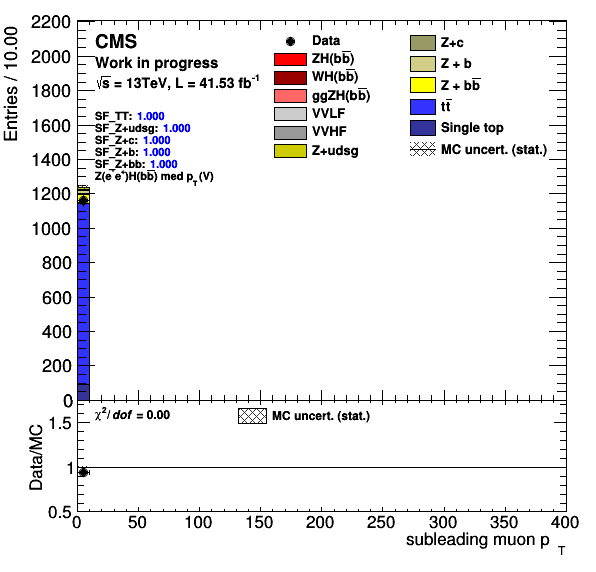 Entries / 10.00
2200
2000
1800
1600
1400
1200
1000
800
600
400
200
0
CMS
Work in progress
√s = 13TeV, L = 41.53 fb⁻¹
SF_TT: 1.000
SF_Z+udsg: 1.000
SF_Z+c: 1.000
SF_Z+b: 1.000
SF_Z+bb: 1.000
Z(e⁻e⁺)H(bb̅) med p_T(V)
Data
ZH(bb̅)
WH(bb̅)
ggZH(bb̅)
VVLF
VVHF
Z+udsg
Z+c
Z + b
Z + bb̅
tt̅
Single top
MC uncert. (stat.)
Data/MC
1.5
1
0.5
χ²/dof = 0.00
MC uncert. (stat.)
0 50 100 150 200 250 300 350 400
subleading muon p_T